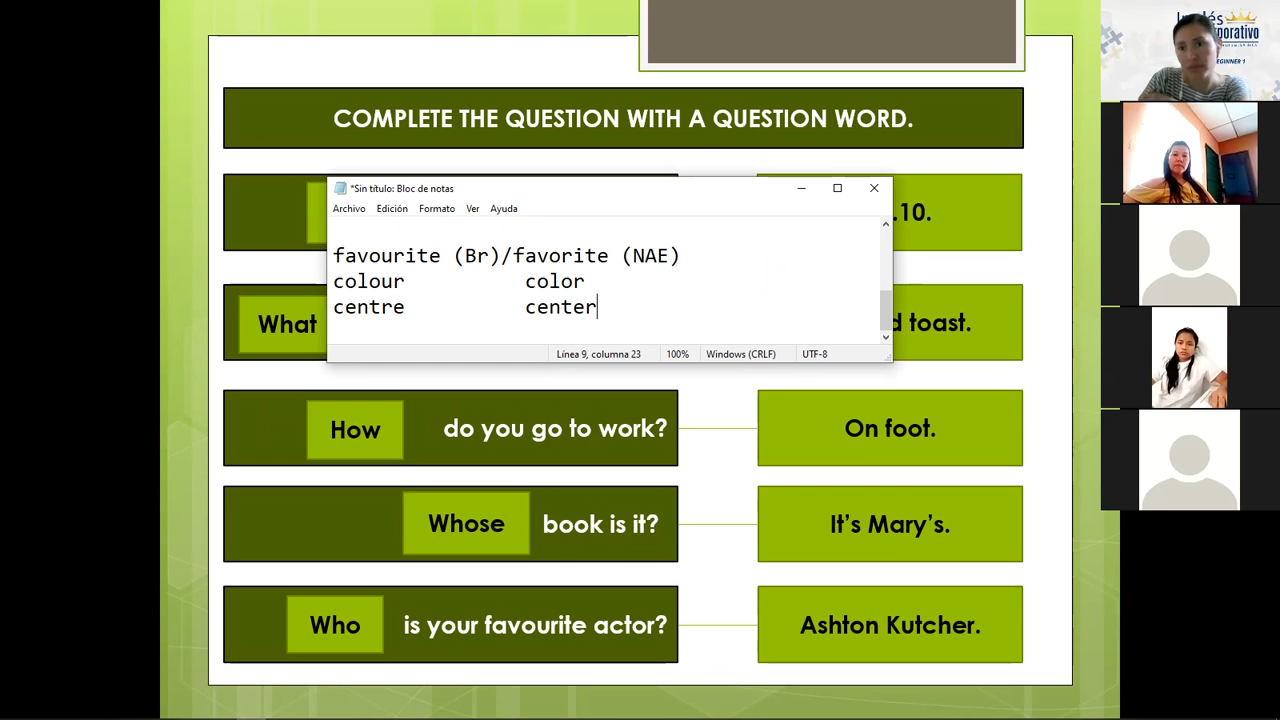 COMPLETE THE QUESTION WITH A QUESTION WORD.
*Sin título: Bloc de notas
Archivo Edición Formato Ver Ayuda
favourite (Br)/favorite (NAE)
colour color
centre center
Línea 9, columna 23 100% Windows (CRLF) UTF-8
.10.
What
toast.
How do you go to work? On foot.
Whose book is it? It's Mary's.
Who is your favourite actor? Ashton Kutcher.